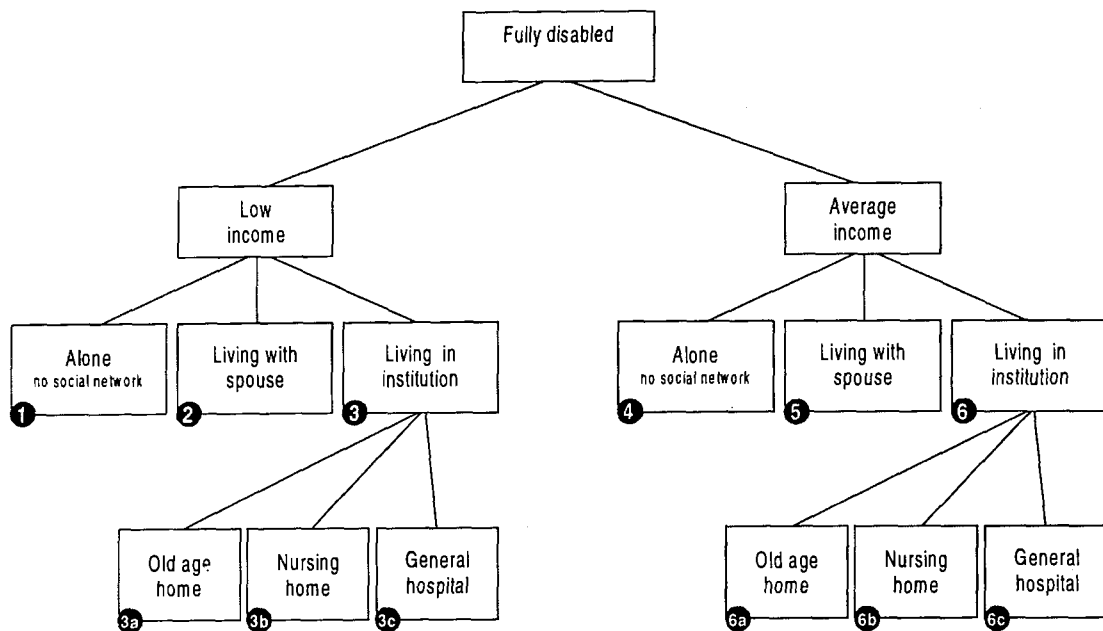 Fully disabled
Low
income
Average
income
Alone
no social network
1
Living with
spouse
2
Living in
institution
3
Alone
no social network
4
Living with
spouse
5
Living in
institution
6
Old age
home
3a
Nursing
home
3b
General
hospital
3c
Old age
home
6a
Nursing
home
6b
General
hospital
6c